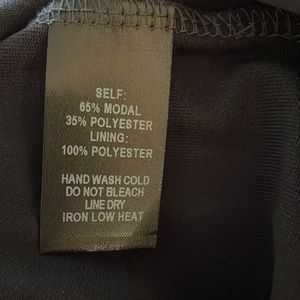 SELF:
65% MODAL
35% POLYESTER
LINING:
100% POLYESTER
HAND WASH COLD
DO NOT BLEACH
LINE DRY
IRON LOW HEAT